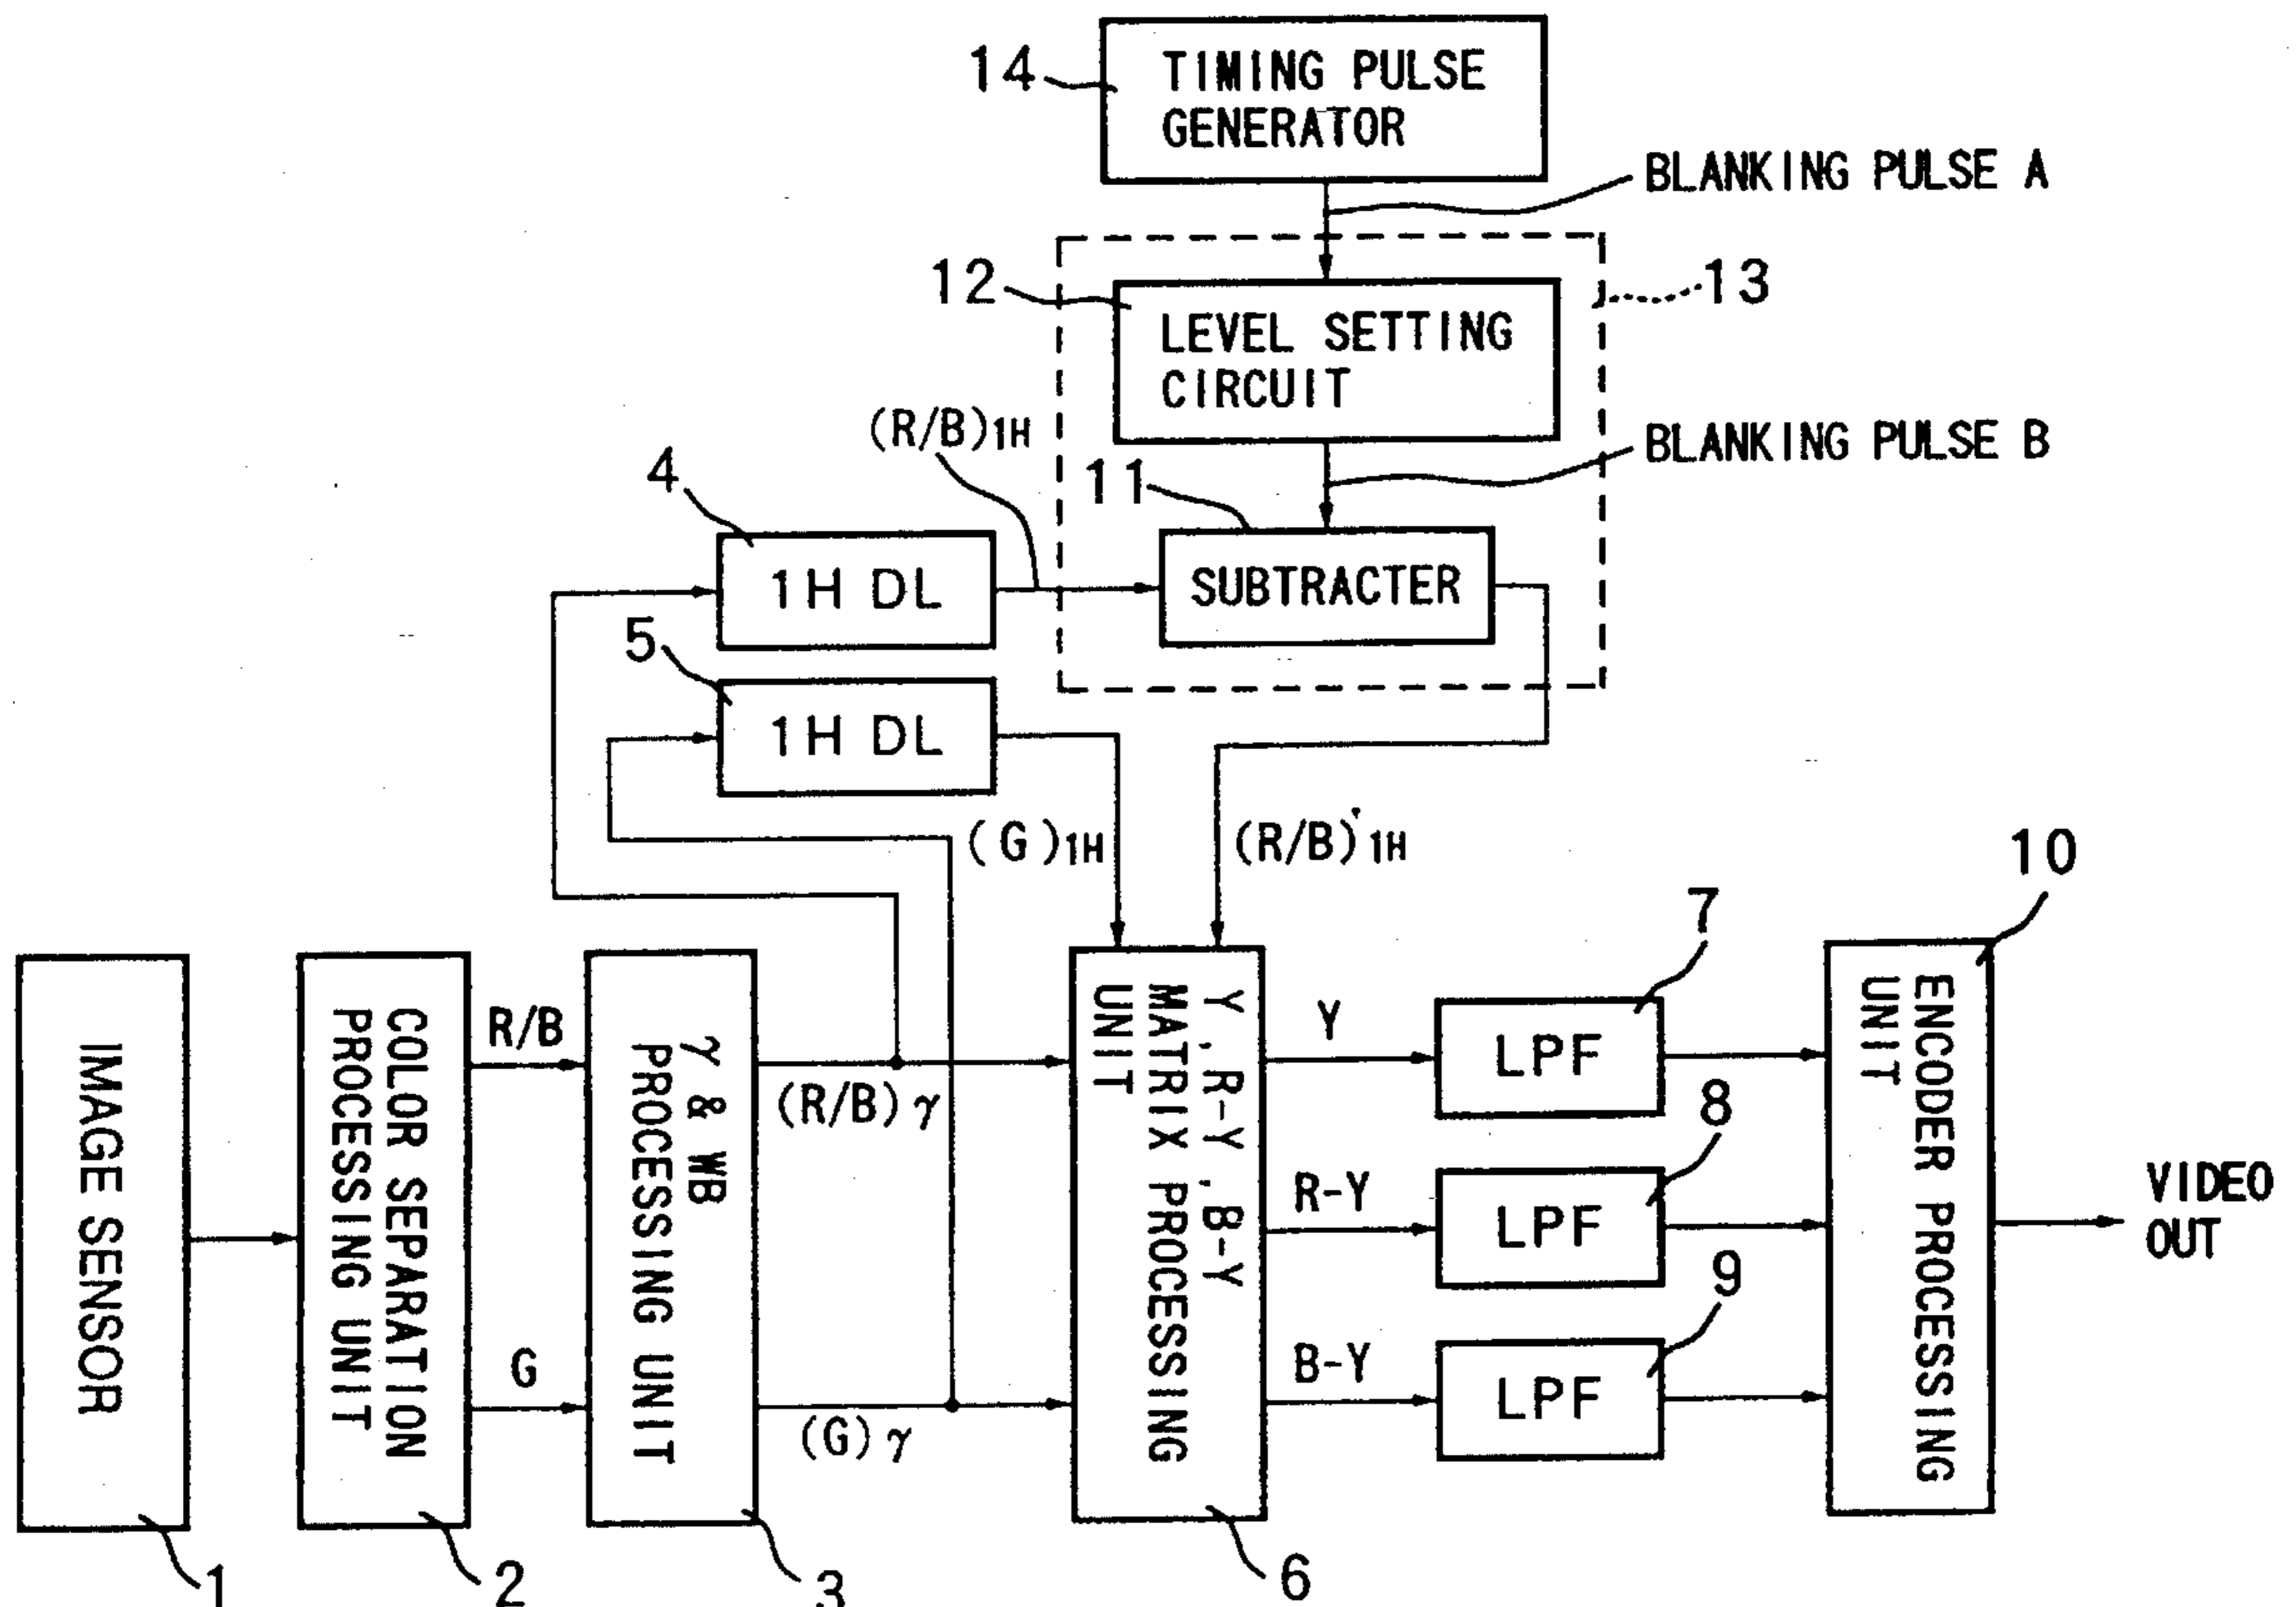 14
TIMING PULSE
GENERATOR
BLANKING PULSE A
12
13
LEVEL SETTING
CIRCUIT
(R/B)1H
BLANKING PULSE B
4
11
1H DL
SUBTRACTER
5
1H DL
(G)1H
(R/B)'1H
10
7
IMAGE SENSOR
COLOR SEPARATION
PROCESSING UNIT
R/B
G
γ & WB
PROCESSING UNIT
(R/B)γ
(G)γ
Y,R-Y,B-Y
MATRIX PROCESSING
UNIT
Y
LPF
8
R-Y
LPF
9
B-Y
LPF
ENCODER PROCESSING
UNIT
VIDEO
OUT
1
2
3
6